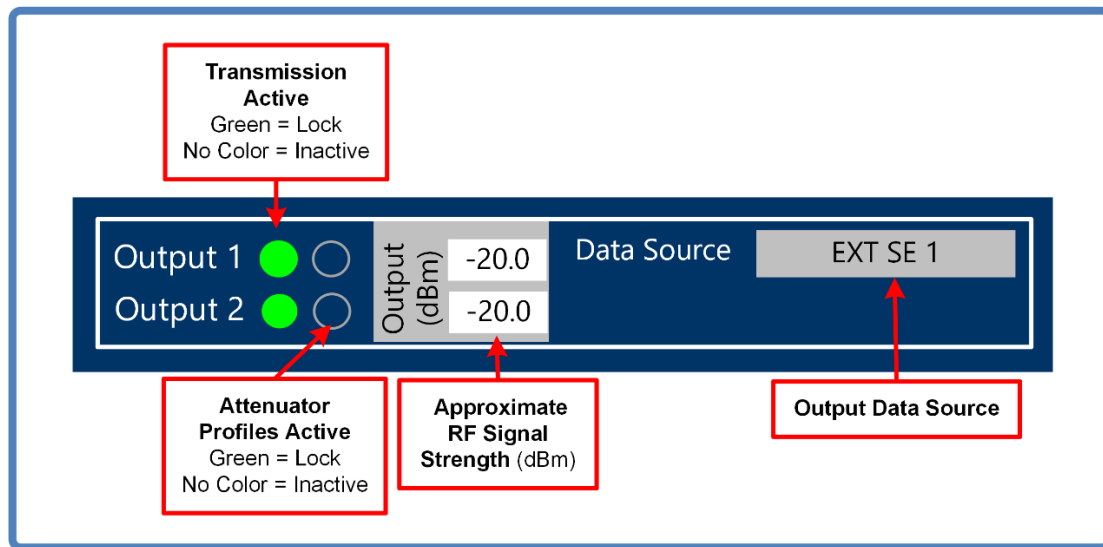 Transmission
Active
Green = Lock
No Color = Inactive
Output 1
Output 2
Output
(dBm)
-20.0
-20.0
Data Source
EXT SE 1
Attenuator
Profiles Active
Green = Lock
No Color = Inactive
Approximate
RF Signal
Strength (dBm)
Output Data Source